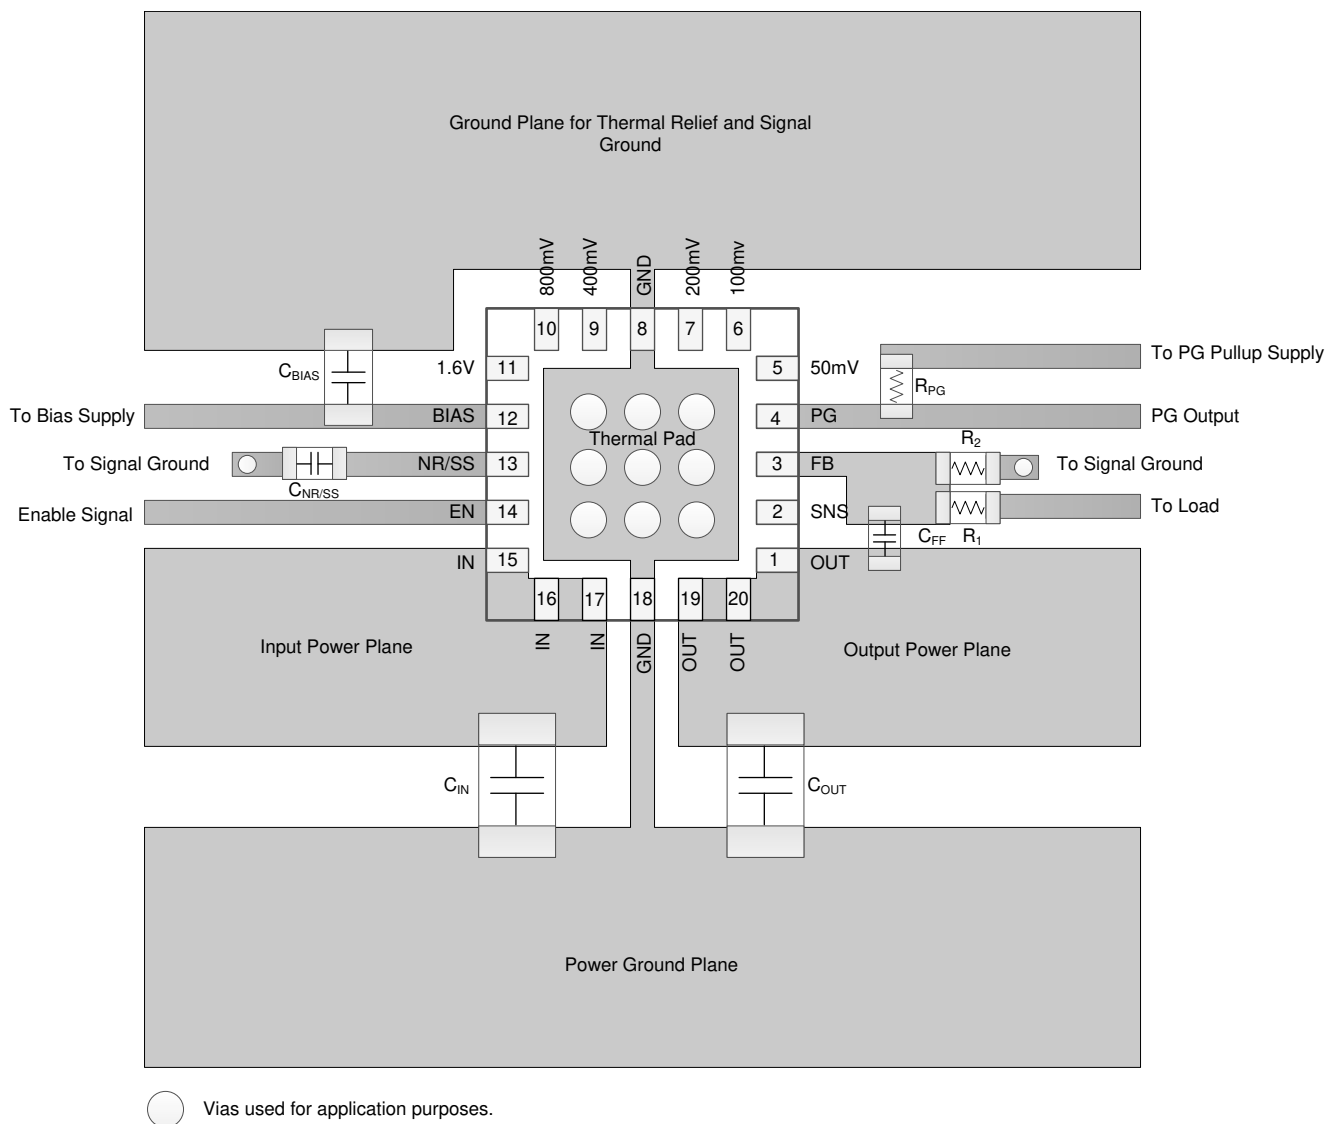 Ground Plane for Thermal Relief and Signal
Ground
800mV
400mV
GND
200mV
100mv
10
9
8
7
6
1.6V
11
5
50mV
To PG Pullup Supply
CBIAS
RPG
To Bias Supply
BIAS
12
4
PG
PG Output
Thermal Pad
R2
To Signal Ground
NR/SS
13
3
FB
To Signal Ground
CNR/SS
Enable Signal
EN
14
2
SNS
To Load
CFF
R1
IN
15
1
OUT
16
17
18
19
20
IN
IN
GND
OUT
OUT
Input Power Plane
Output Power Plane
CIN
COUT
Power Ground Plane
Vias used for application purposes.